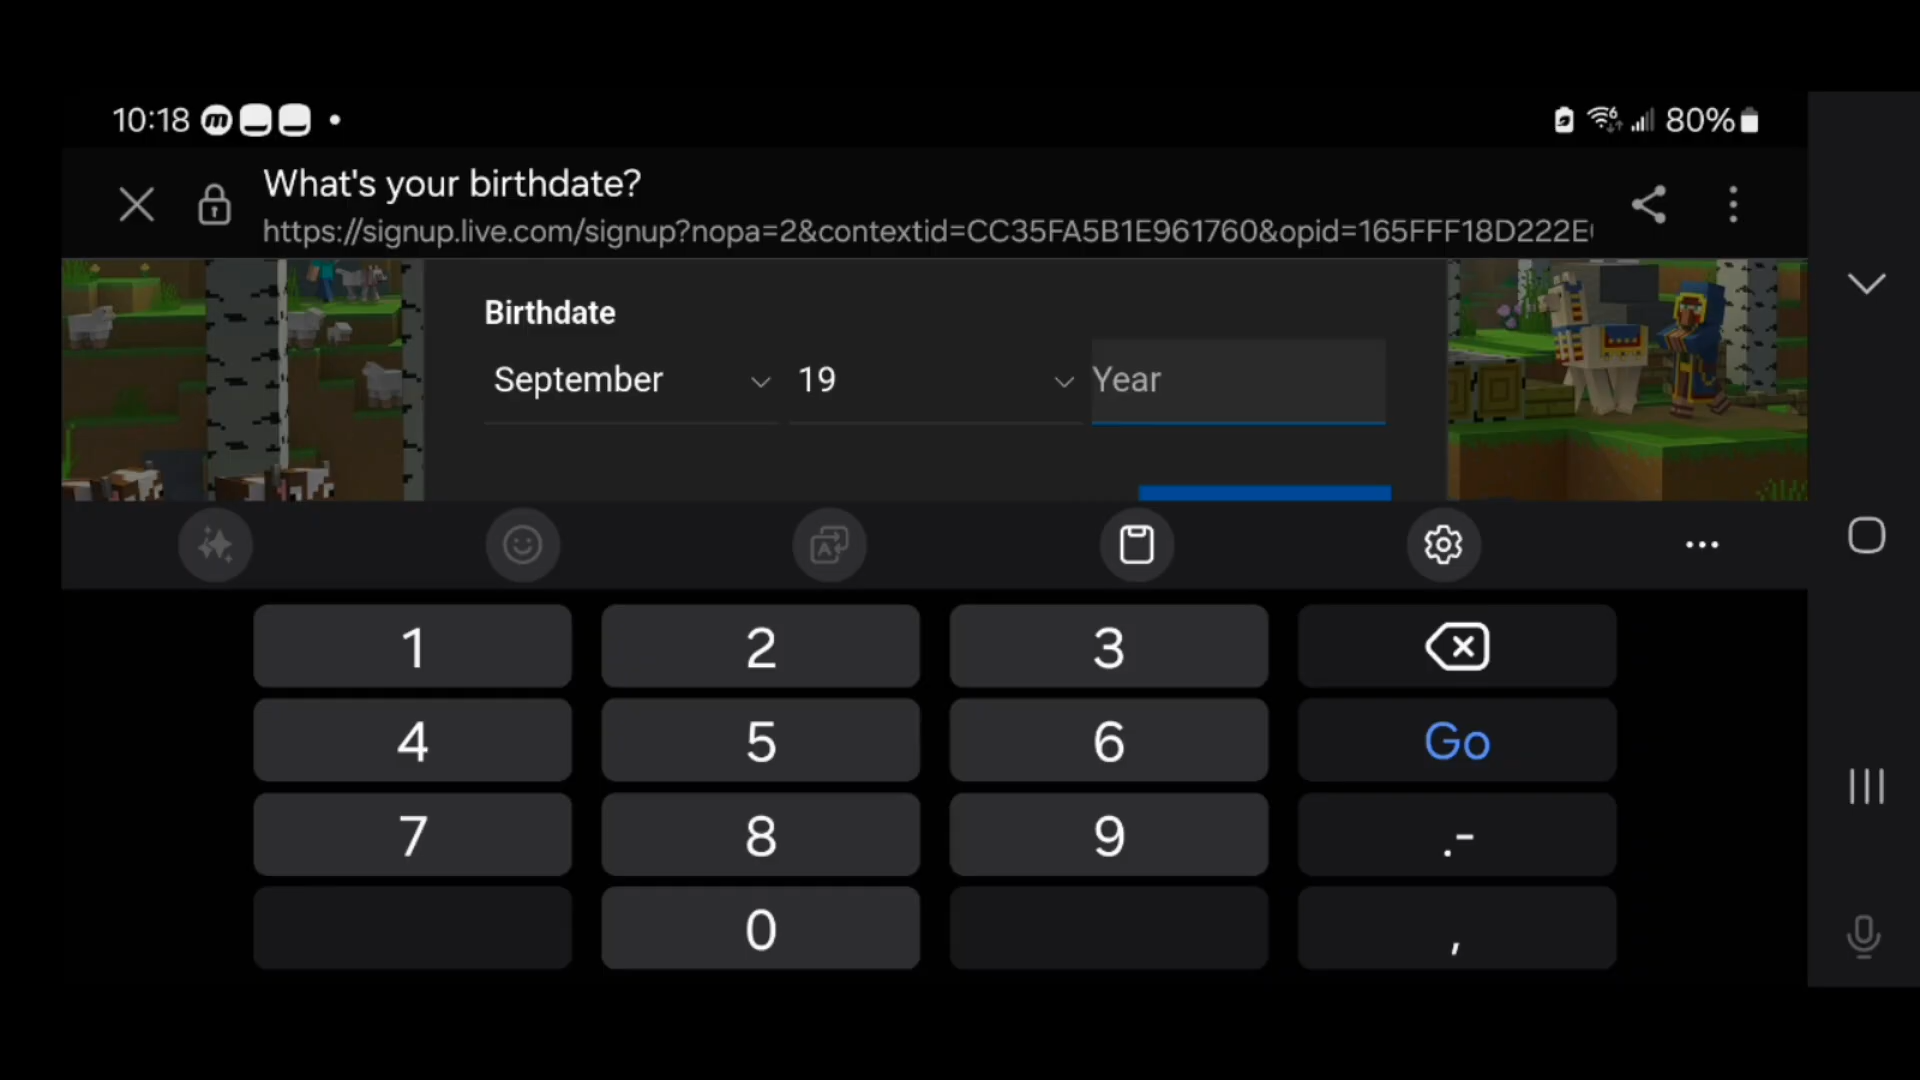 10:18
80%
What's your birthdate?
https://signup.live.com/signup?nopa=2&contextid=CC35FA5B1E961760&opid=165FFF18D222E
Birthdate
September 19 Year
1 2 3
4 5 6 Go
7 8 9 .-
0 ,